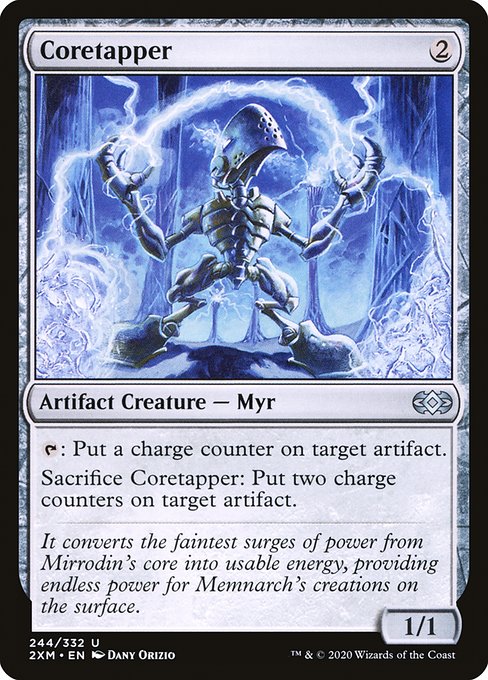 Coretapper 2
Artifact Creature — Myr
: Put a charge counter on target artifact.
Sacrifice Coretapper: Put two charge
counters on target artifact.
It converts the faintest surges of power from
Mirrodin's core into usable energy, providing
endless power for Memnarch's creations on
the surface.
1/1
244/332 U
2XM • EN Dany Orizio
™ & © 2020 Wizards of the Coast